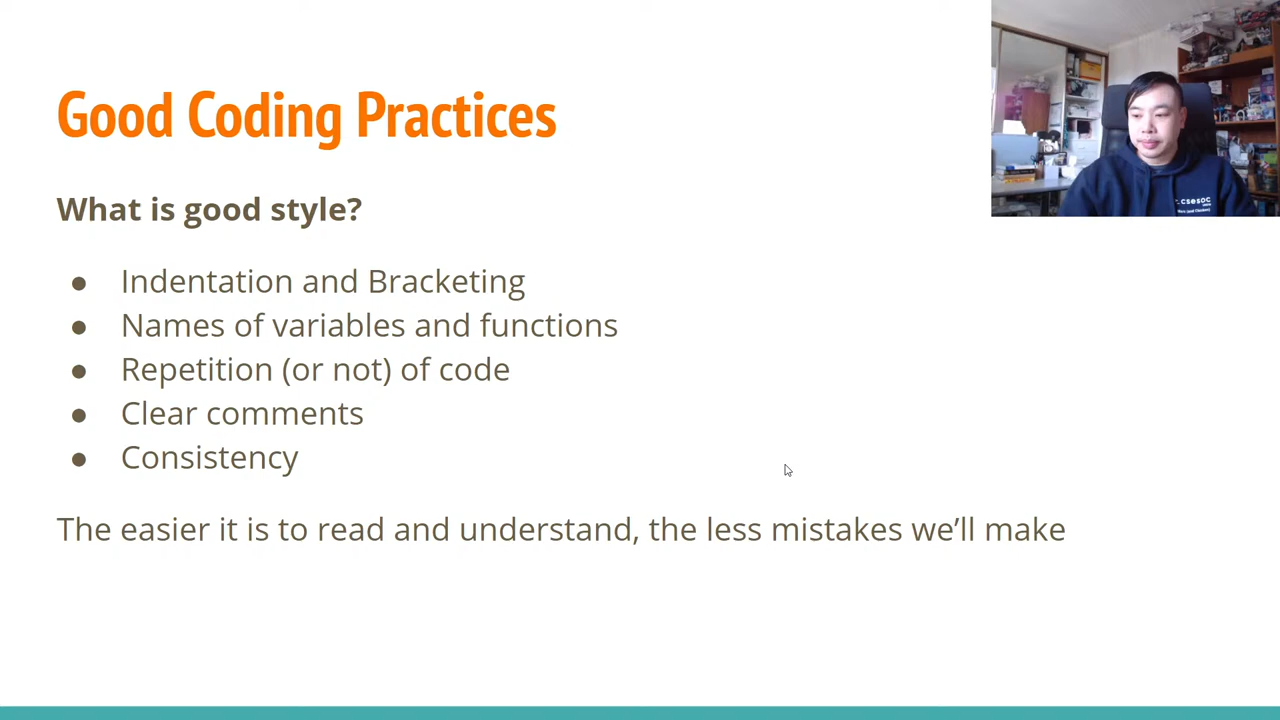 Good Coding Practices
What is good style?
● Indentation and Bracketing
● Names of variables and functions
● Repetition (or not) of code
● Clear comments
● Consistency
The easier it is to read and understand, the less mistakes we’ll make
csesoc